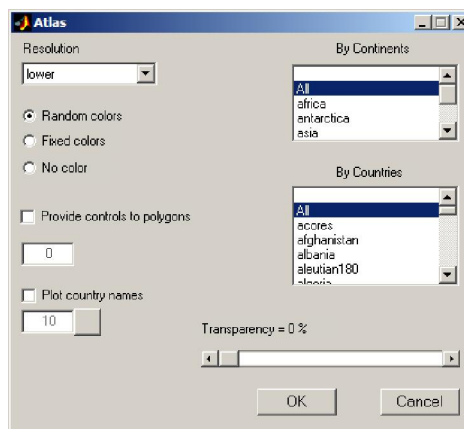 Atlas
Resolution
lower
Random colors
Fixed colors
No color
Provide controls to polygons
0
Plot country names
10
By Continents
All
africa
antarctica
asia
By Countries
All
acores
afghanistan
albania
aleutian180
algeria
Transparency = 0 %
OK
Cancel